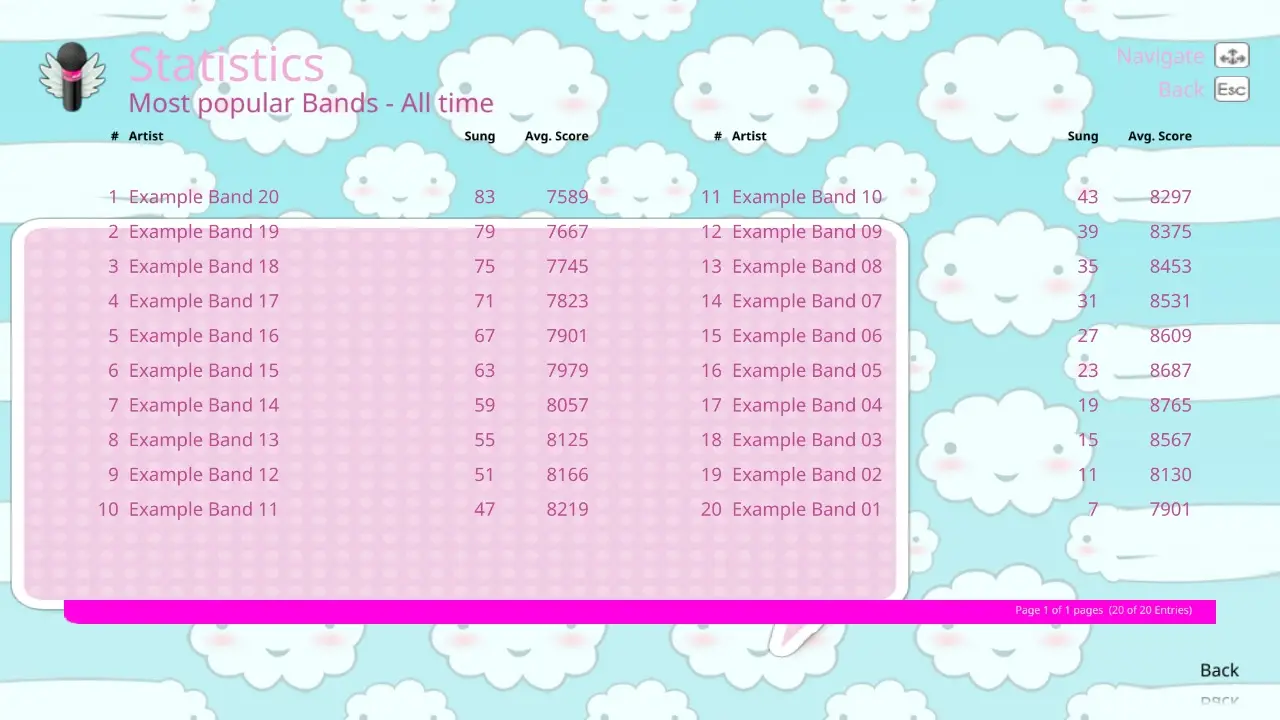 Statistics
Most popular Bands - All time
Navigate
Back Esc
# Artist Sung Avg. Score # Artist Sung Avg. Score
1 Example Band 20 83 7589 11 Example Band 10 43 8297
2 Example Band 19 79 7667 12 Example Band 09 39 8375
3 Example Band 18 75 7745 13 Example Band 08 35 8453
4 Example Band 17 71 7823 14 Example Band 07 31 8531
5 Example Band 16 67 7901 15 Example Band 06 27 8609
6 Example Band 15 63 7979 16 Example Band 05 23 8687
7 Example Band 14 59 8057 17 Example Band 04 19 8765
8 Example Band 13 55 8125 18 Example Band 03 15 8567
9 Example Band 12 51 8166 19 Example Band 02 11 8130
10 Example Band 11 47 8219 20 Example Band 01 7 7901
Page 1 of 1 pages (20 of 20 Entries)
Back